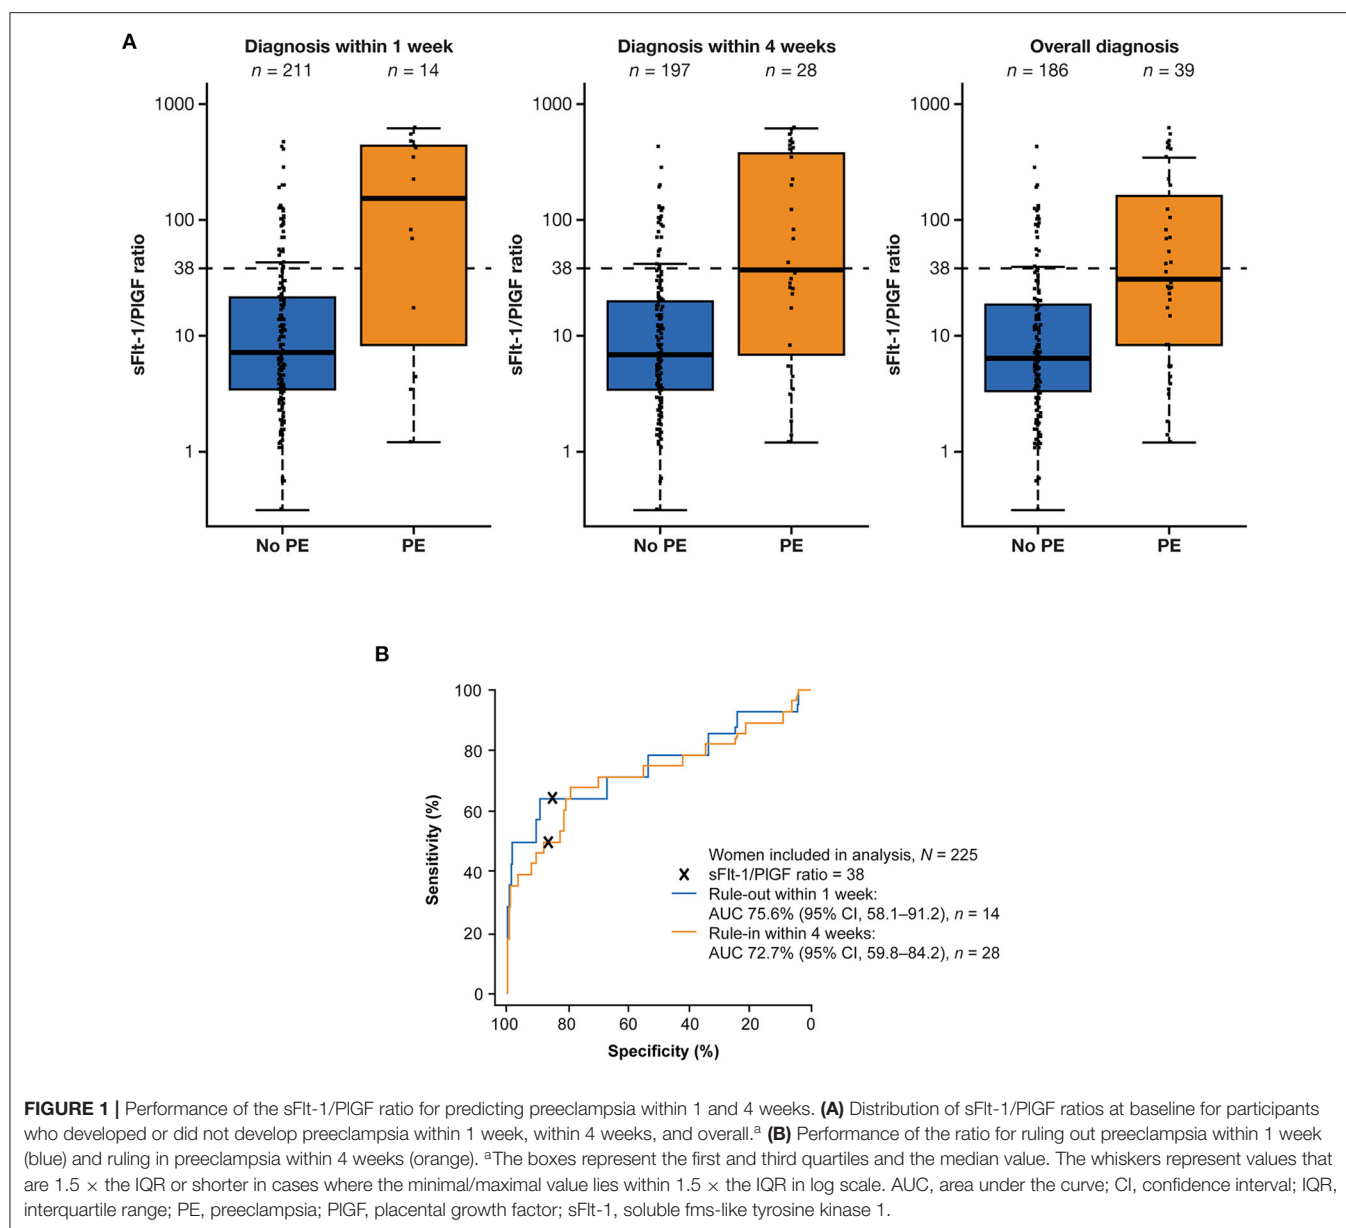 A
Diagnosis within 1 week
n = 211
n = 14
sFlt-1/PlGF ratio
1000
100
38
10
1
No PE
PE
Diagnosis within 4 weeks
n = 197
n = 28
sFlt-1/PlGF ratio
1000
100
38
10
1
No PE
PE
Overall diagnosis
n = 186
n = 39
sFlt-1/PlGF ratio
1000
100
38
10
1
No PE
PE
B
Sensitivity (%)
100
80
60
40
20
0
100 80 60 40 20 0
Specificity (%)
Women included in analysis, N = 225
x sFlt-1/PlGF ratio = 38
Rule-out within 1 week:
AUC 75.6% (95% CI, 58.1–91.2), n = 14
Rule-in within 4 weeks:
AUC 72.7% (95% CI, 59.8–84.2), n = 28
FIGURE 1 | Performance of the sFlt-1/PlGF ratio for predicting preeclampsia within 1 and 4 weeks. (A) Distribution of sFlt-1/PlGF ratios at baseline for participants
who developed or did not develop preeclampsia within 1 week, within 4 weeks, and overall.ᵃ (B) Performance of the ratio for ruling out preeclampsia within 1 week
(blue) and ruling in preeclampsia within 4 weeks (orange). ᵃThe boxes represent the first and third quartiles and the median value. The whiskers represent values that
are 1.5 × the IQR or shorter in cases where the minimal/maximal value lies within 1.5 × the IQR in log scale. AUC, area under the curve; CI, confidence interval; IQR,
interquartile range; PE, preeclampsia; PlGF, placental growth factor; sFlt-1, soluble fms-like tyrosine kinase 1.